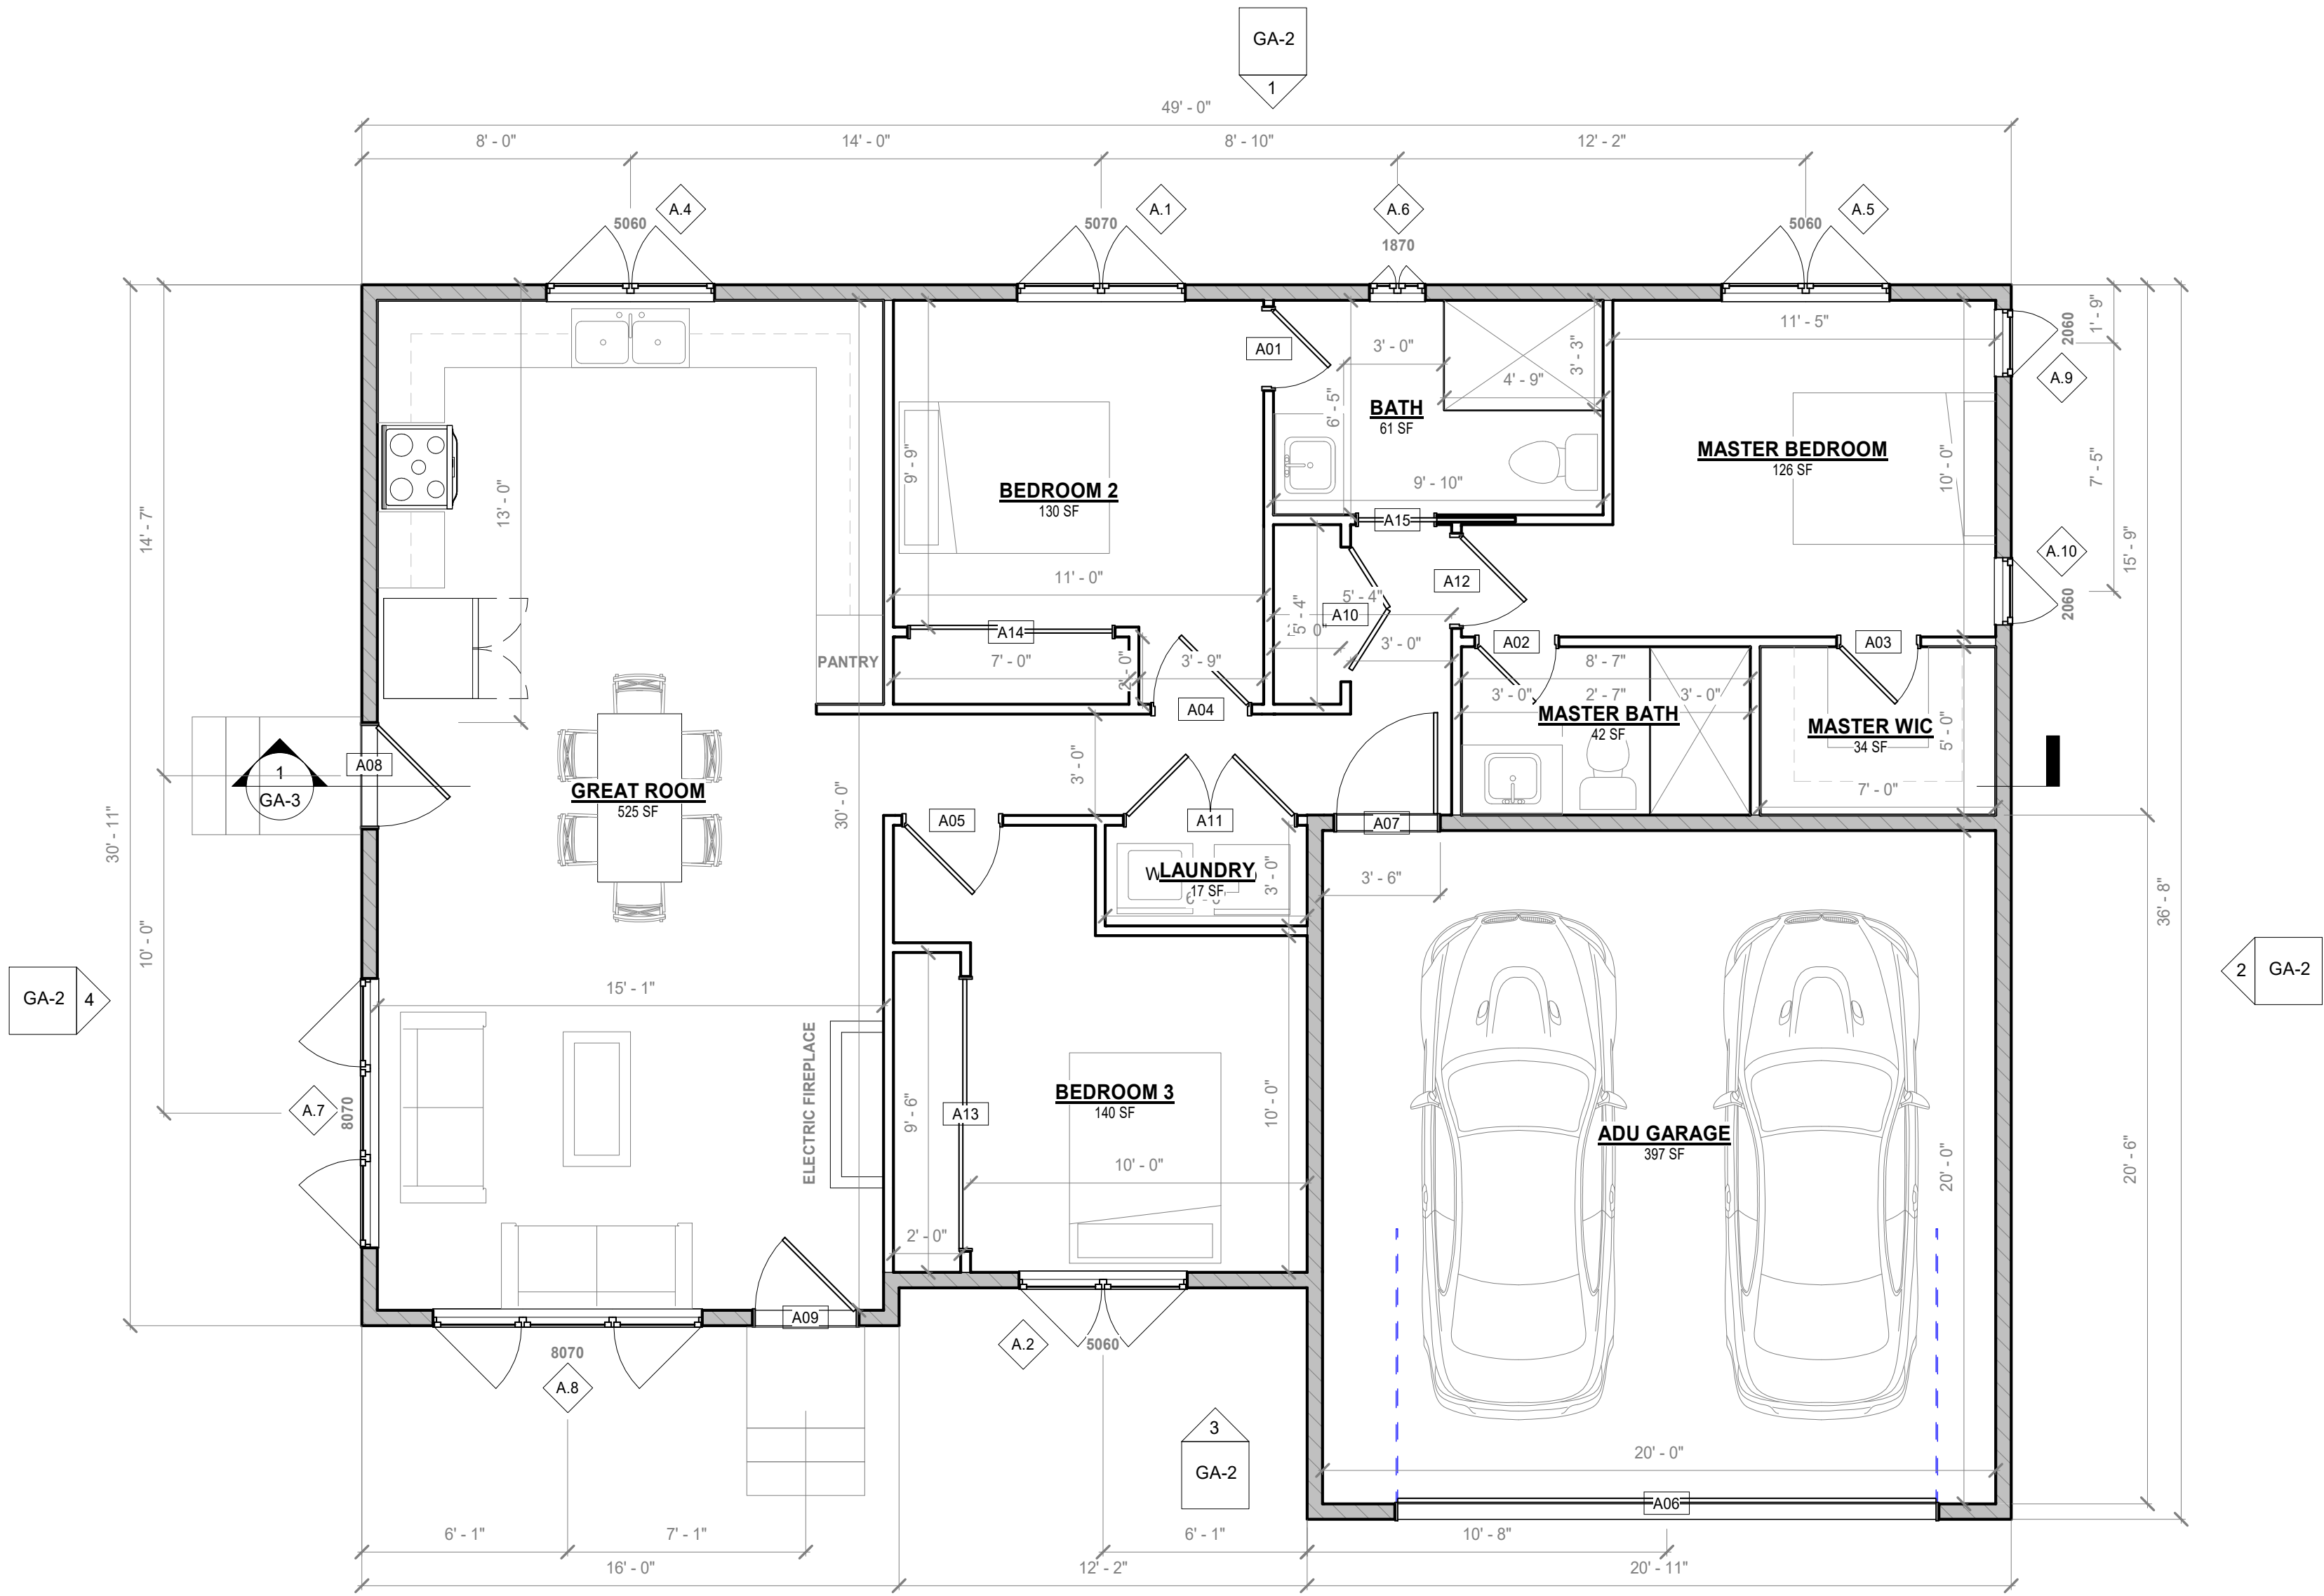 GA-2
1
49' - 0"
8' - 0"
14' - 0"
8' - 10"
12' - 2"
A.4
A.1
A.6
A.5
5060
5070
1870
5060
11' - 5"
1' - 9"
2060
A.9
A01
3' - 0"
3' - 3"
4' - 9"
6' - 5"
BATH
61 SF
9' - 10"
9' - 9"
BEDROOM 2
130 SF
MASTER BEDROOM
126 SF
10' - 0"
7' - 5"
14' - 7"
13' - 0"
A15
A.10
15' - 9"
11' - 0"
A12
2060
5' - 4"
5' - 4"
A10
A14
3' - 0"
A02
A03
PANTRY
7' - 0"
2' - 0"
3' - 9"
8' - 7"
3' - 0"
2' - 7"
3' - 0"
A04
MASTER BATH
42 SF
MASTER WIC
34 SF
5' - 0"
7' - 0"
1
GA-3
A08
GREAT ROOM
525 SF
30' - 0"
3' - 0"
30' - 11"
A05
A11
A07
LAUNDRY
17 SF
3' - 0"
3' - 6"
36' - 8"
10' - 0"
GA-2
4
2
GA-2
15' - 1"
ELECTRIC FIREPLACE
A.7
8070
9' - 6"
A13
BEDROOM 3
140 SF
10' - 0"
10' - 0"
ADU GARAGE
397 SF
20' - 0"
20' - 6"
2' - 0"
A09
8070
A.8
A.2
5060
3
GA-2
20' - 0"
A06
6' - 1"
7' - 1"
6' - 1"
10' - 8"
16' - 0"
12' - 2"
20' - 11"